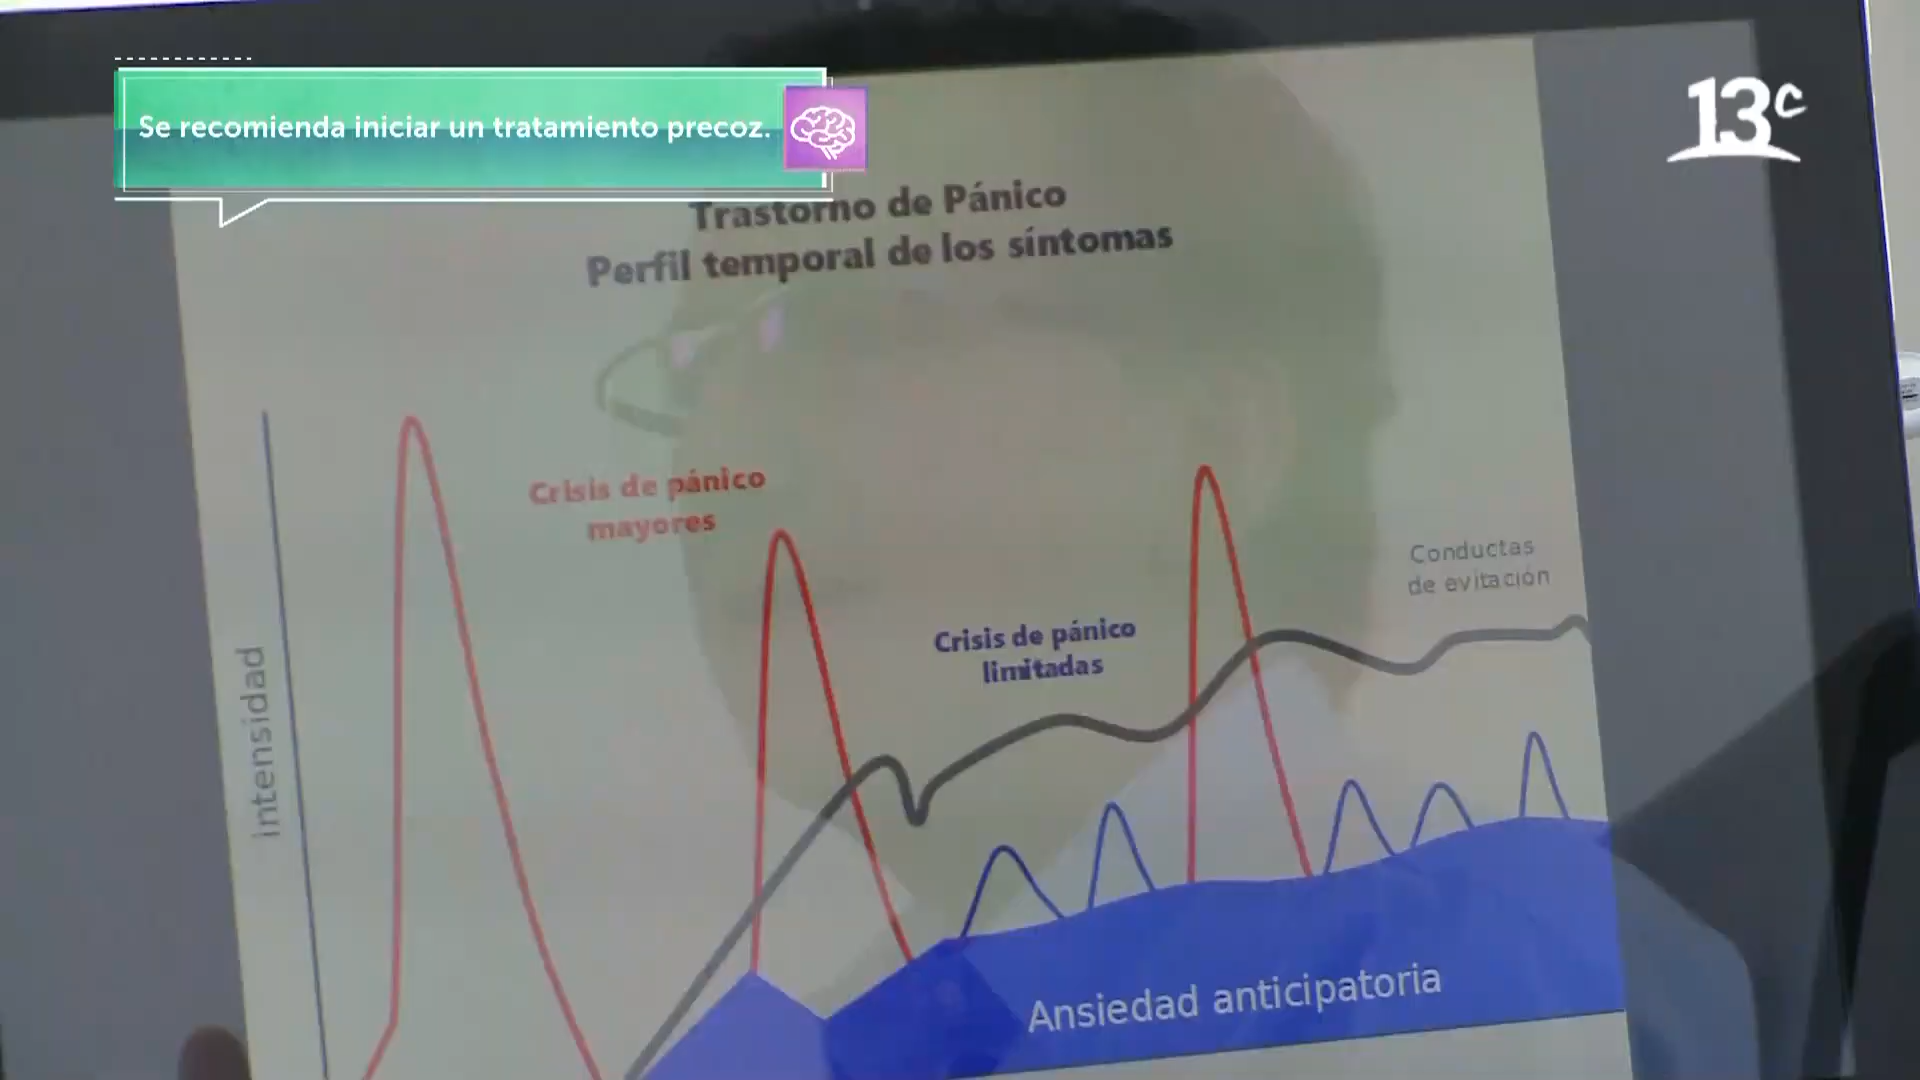 Se recomienda iniciar un tratamiento precoz.
13c
Trastorno de Pánico
Perfil temporal de los síntomas
Crisis de pánico
mayores
Conductas
de evitación
Crisis de pánico
limitadas
Intensidad
Ansiedad anticipatoria